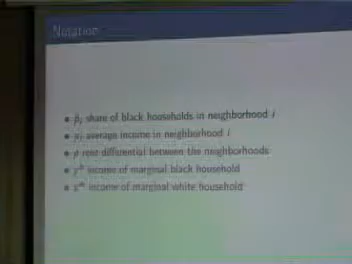 Notation
• βᵢ share of black households in neighborhood i
• average income in neighborhood i
• ρ rent differential between the neighborhoods
• income of marginal black household
• income of marginal white household